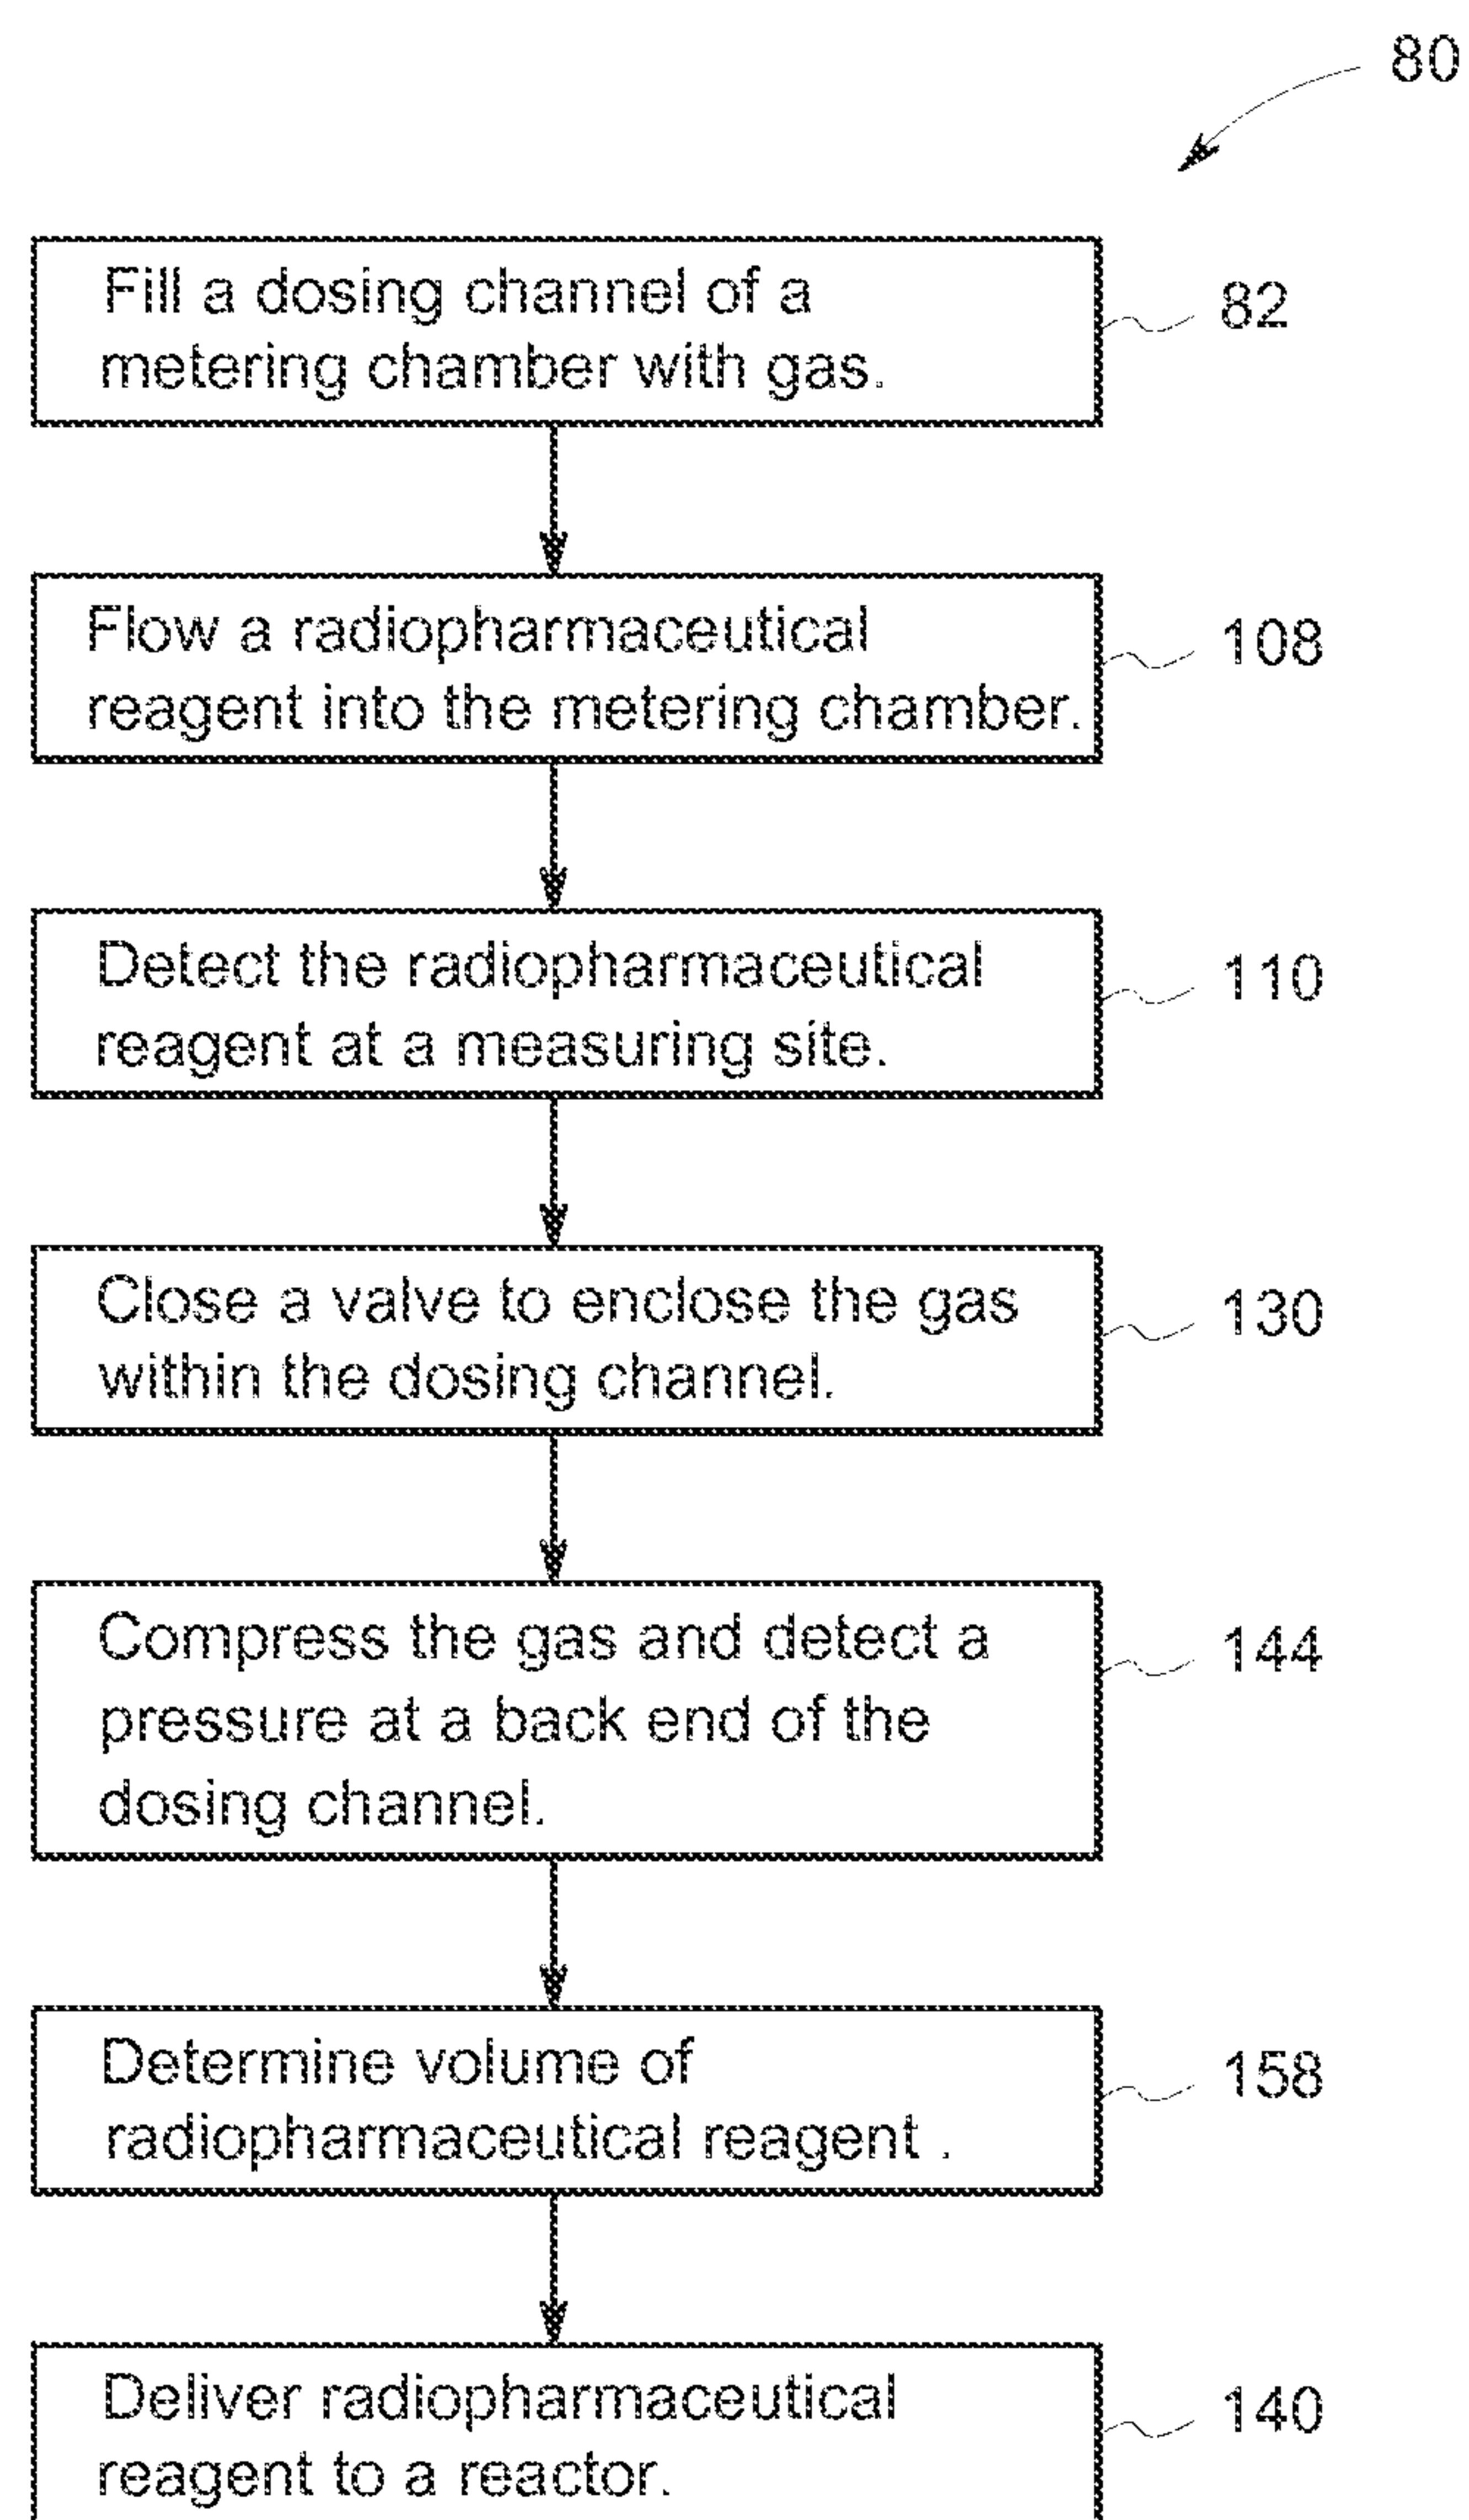 80
Fill a dosing channel of a
metering chamber with gas.
82
Flow a radiopharmaceutical
reagent into the metering chamber.
108
Detect the radiopharmaceutical
reagent at a measuring site.
110
Close a valve to enclose the gas
within the dosing channel.
130
Compress the gas and detect a
pressure at a back end of the
dosing channel.
144
Determine volume of
radiopharmaceutical reagent .
158
Deliver radiopharmaceutical
reagent to a reactor.
140